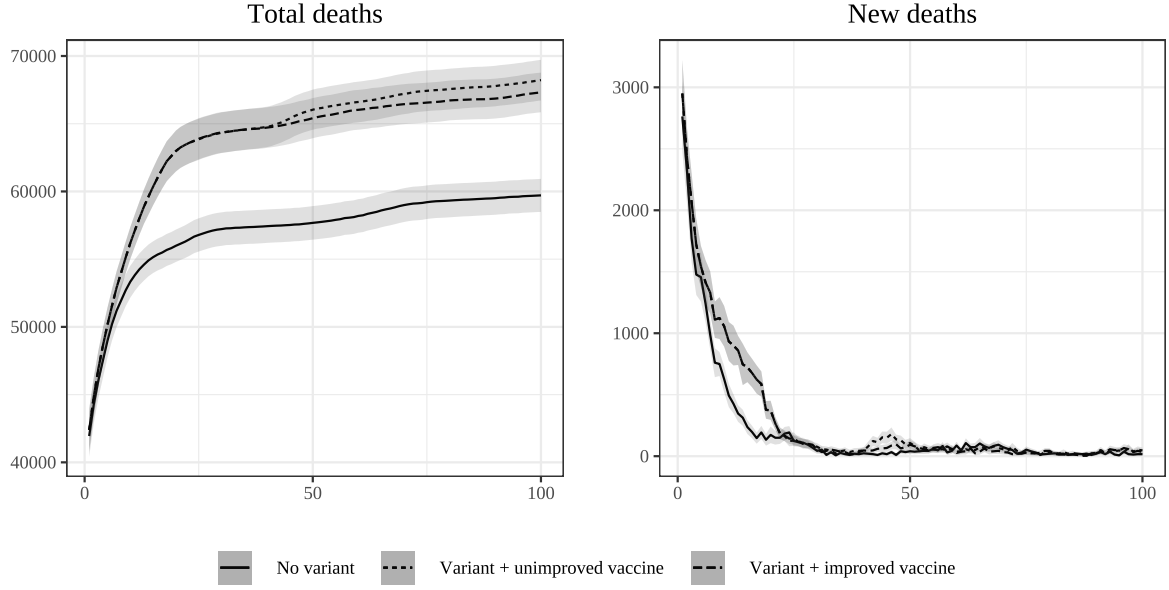 Total deaths
New deaths
70000
60000
50000
40000
0
50
100
3000
2000
1000
0
0
50
100
No variant
Variant + unimproved vaccine
Variant + improved vaccine